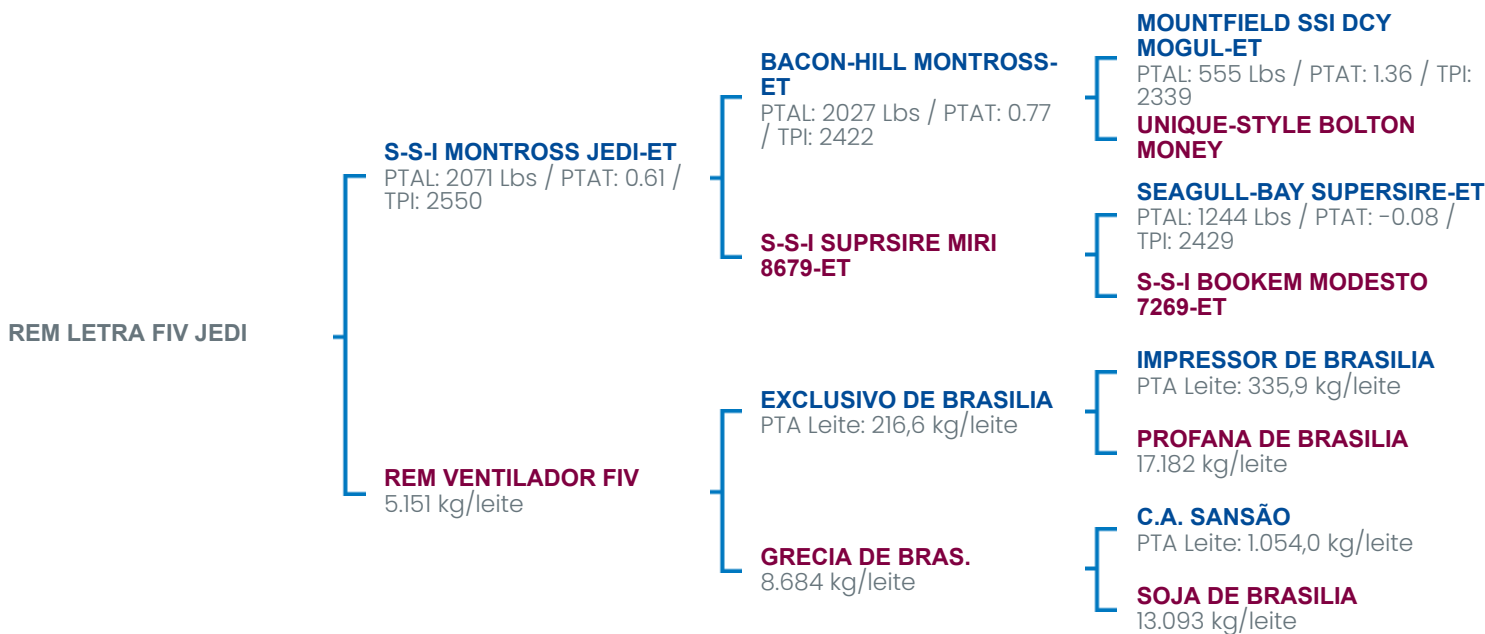 MOUNTFIELD SSI DCY
MOGUL-ET
PTAL: 555 Lbs / PTAT: 1.36 / TPI:
2339
UNIQUE-STYLE BOLTON
MONEY
BACON-HILL MONTROSS-
ET
PTAL: 2027 Lbs / PTAT: 0.77
/ TPI: 2422
S-S-I MONTROSS JEDI-ET
PTAL: 2071 Lbs / PTAT: 0.61 /
TPI: 2550
SEAGULL-BAY SUPERSIRE-ET
PTAL: 1244 Lbs / PTAT: -0.08 /
TPI: 2429
S-S-I SUPRSIRE MIRI
8679-ET
S-S-I BOOKEM MODESTO
7269-ET
REM LETRA FIV JEDI
IMPRESSOR DE BRASILIA
PTA Leite: 335,9 kg/leite
EXCLUSIVO DE BRASILIA
PTA Leite: 216,6 kg/leite
PROFANA DE BRASILIA
17.182 kg/leite
REM VENTILADOR FIV
5.151 kg/leite
C.A. SANSÃO
PTA Leite: 1.054,0 kg/leite
GRECIA DE BRAS.
8.684 kg/leite
SOJA DE BRASILIA
13.093 kg/leite